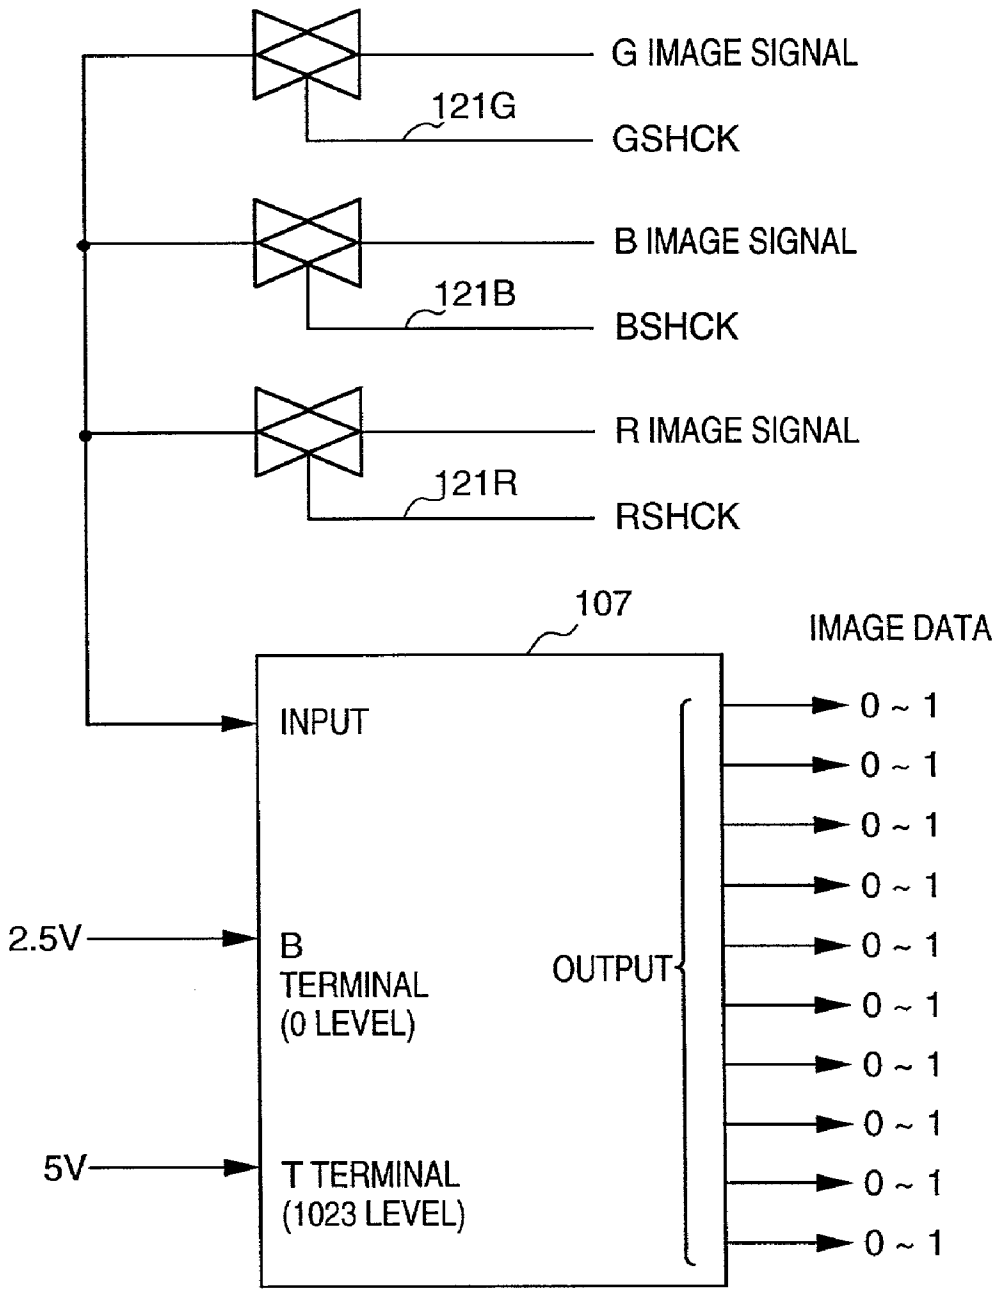 G IMAGE SIGNAL
121G
GSHCK
B IMAGE SIGNAL
121B
BSHCK
R IMAGE SIGNAL
121R
RSHCK
107
IMAGE DATA
INPUT
0 ~ 1
0 ~ 1
0 ~ 1
0 ~ 1
2.5V
B
TERMINAL
(0 LEVEL)
OUTPUT
0 ~ 1
0 ~ 1
0 ~ 1
0 ~ 1
5V
T TERMINAL
(1023 LEVEL)
0 ~ 1
0 ~ 1